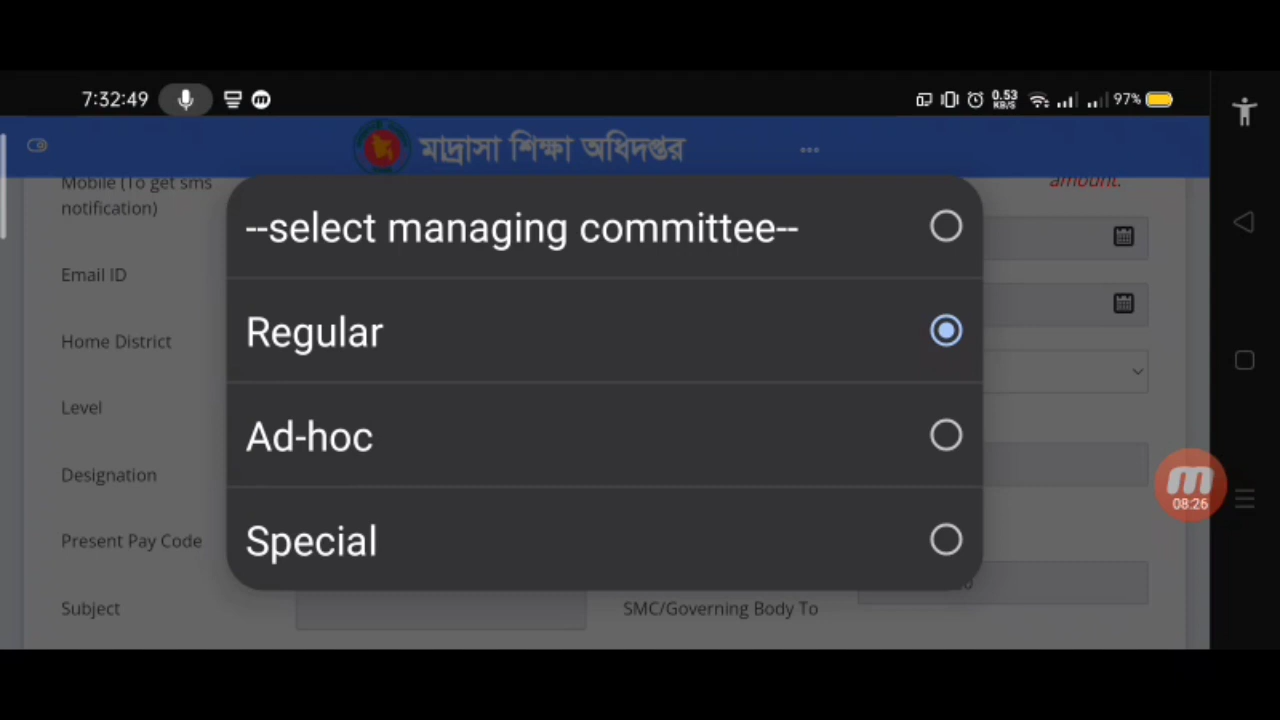 7:32:49
0.53
KB/S
97%
মাদ্রাসা শিক্ষা অধিদপ্তর
...
Mobile (To get sms
notification)
amount.
--select managing committee--
Email ID
Regular
Home District
Level
Ad-hoc
Designation
08:26
Present Pay Code
Special
Subject
SMC/Governing Body To